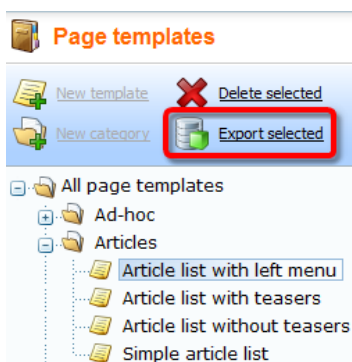 Page templates
New template Delete selected
New category Export selected
All page templates
Ad-hoc
Articles
Article list with left menu
Article list with teasers
Article list without teasers
Simple article list